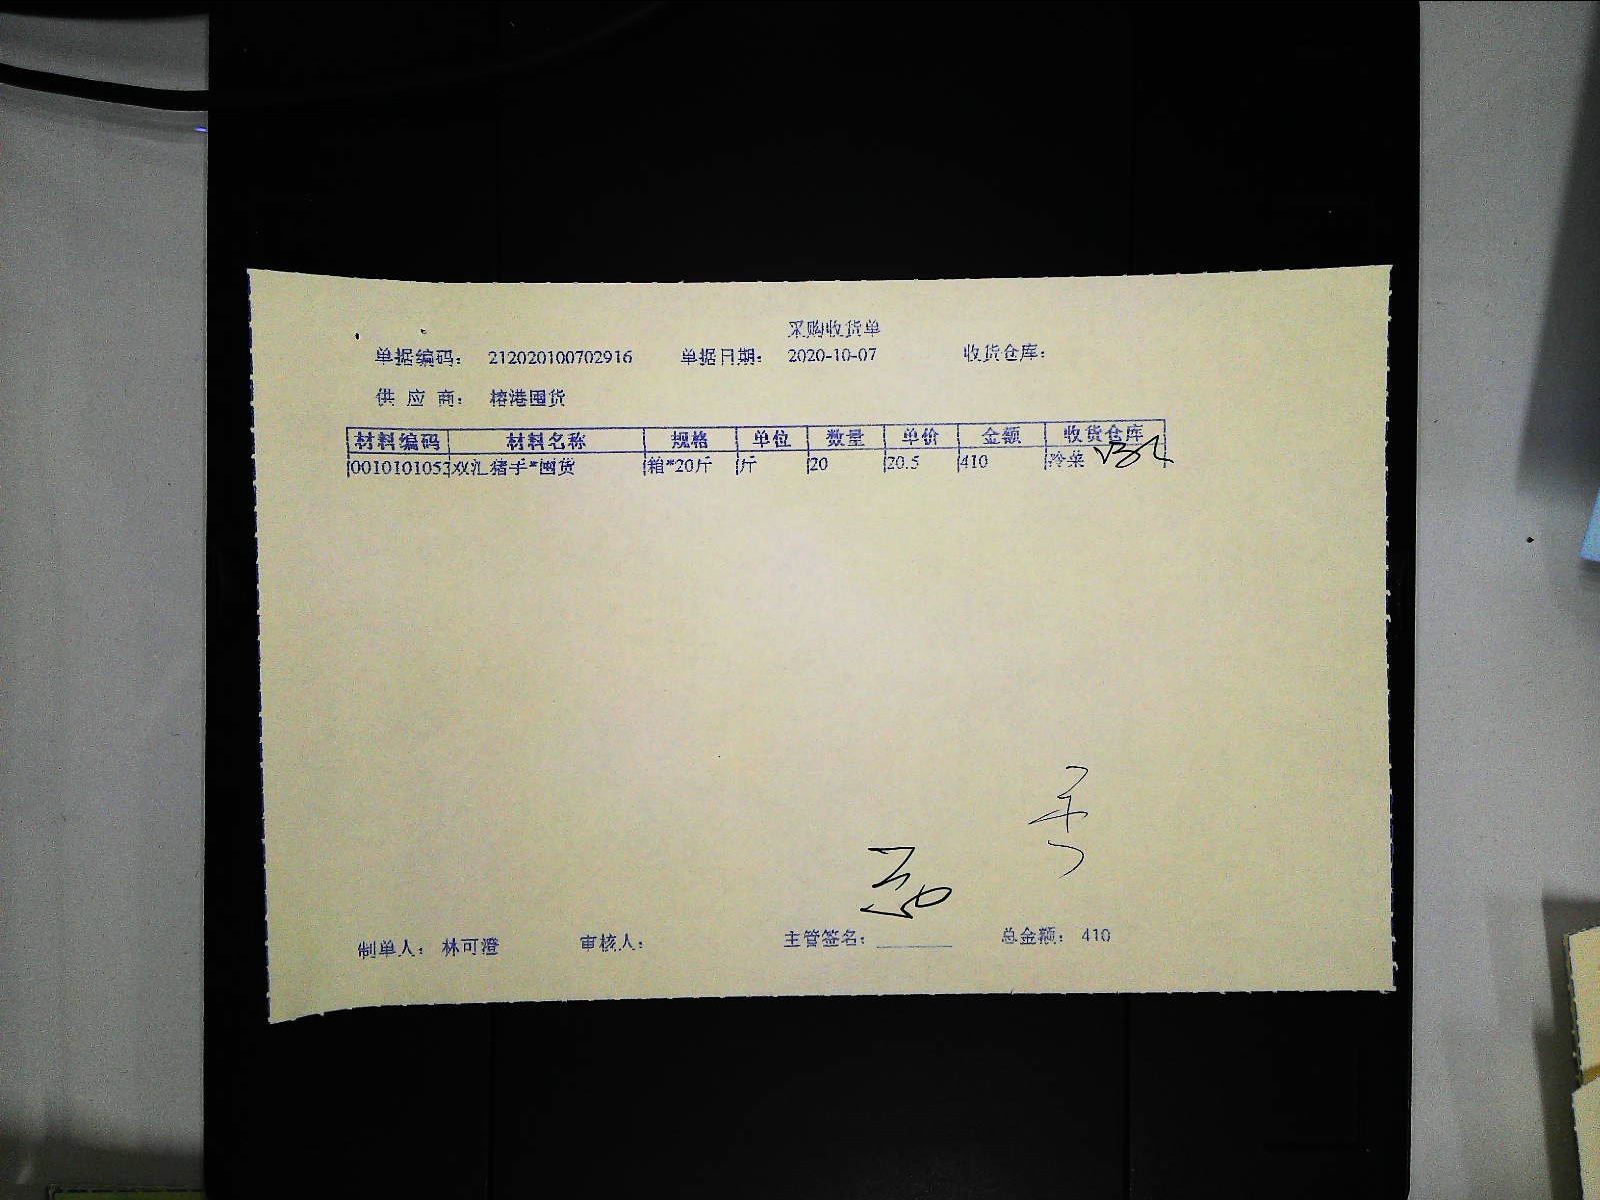 采购收货单
单据编码： 212020100702916 单据日期： 2020-10-07 收货仓库：
供 应 商： 榕港囤货
材料编码 材料名称 规格 单位 数量 单价 金额 收货仓库
0010101053 双汇猪手*囤货 箱*20斤 斤 20 20.5 410 冷菜
制单人： 林可澄 审核人： 主管签名： 总金额： 410